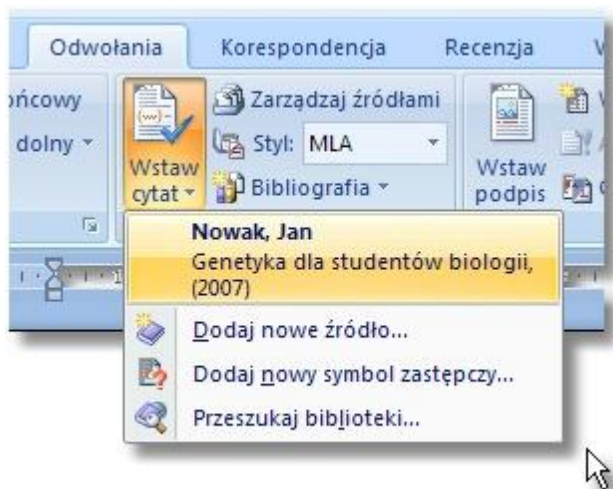 Odwołania Korespondencja Recenzja
Zarządzaj źródłami
dolny
Styl: MLA
Wstaw
cytat
Bibliografia
Wstaw
podpis
Nowak, Jan
Genetyka dla studentów biologii,
(2007)
Dodaj nowe źródło...
Dodaj nowy symbol zastępczy...
Przeszukaj biblioteki...